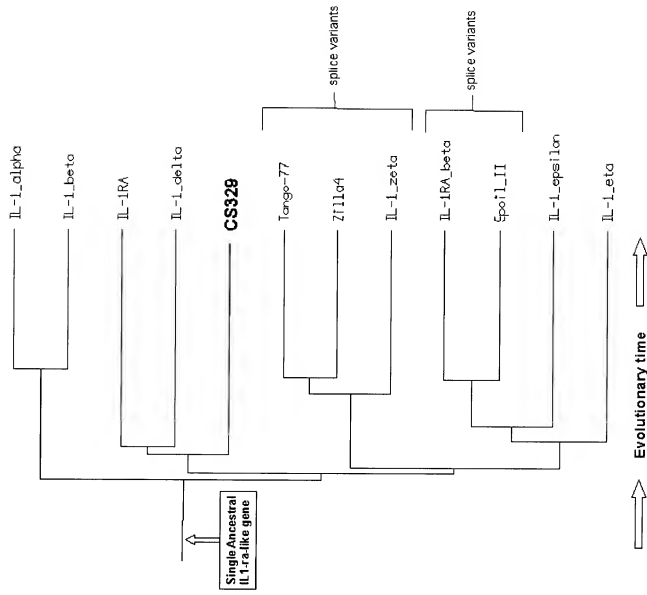 IL-1_alpha
IL-1_beta
IL-1RA
IL-1_delta
CS329
Tango-77
Zilla4
IL-1_zeta
splice variants
IL-1RA_beta
Spoil_II
splice variants
IL-1_epsilon
IL-1_eta
Single Ancestral
IL1-ra-like gene
Evolutionary time